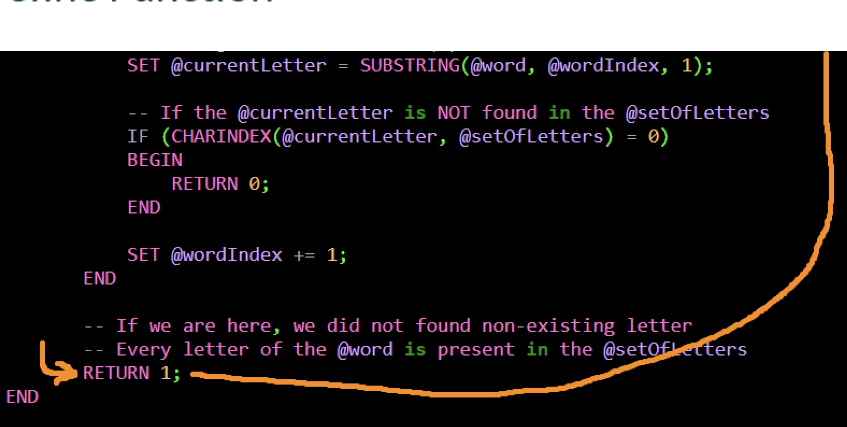 Function
SET @currentLetter = SUBSTRING(@word, @wordIndex, 1);
-- If the @currentLetter is NOT found in the @setOfLetters
IF (CHARINDEX(@currentLetter, @setOfLetters) = 0)
BEGIN
RETURN 0;
END
SET @wordIndex += 1;
END
-- If we are here, we did not found non-existing letter
-- Every letter of the @word is present in the @setOfLetters
RETURN 1;
END